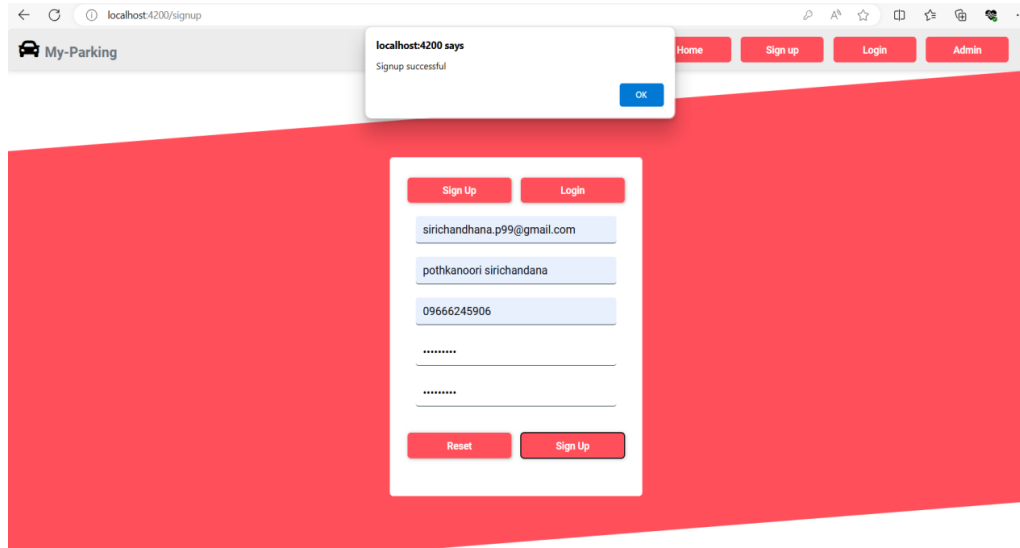 localhost:4200/signup
My-Parking
localhost:4200 says
Signup successful
OK
Home
Sign up
Login
Admin
Sign Up
Login
sirichandhana.p99@gmail.com
pothkanoori sirichandana
09666245906
•••••••••
•••••••••
Reset
Sign Up